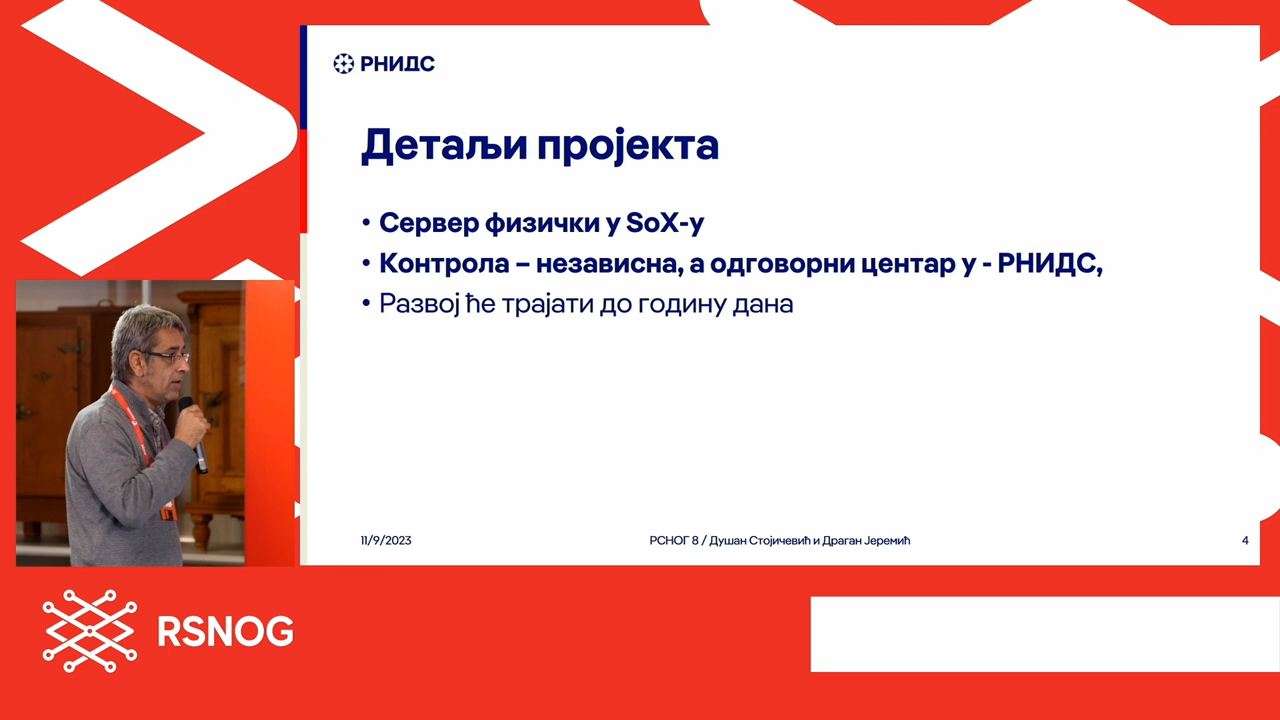 РНИДС
Детаљи пројекта
• Сервер физички у SoX-у
• Контрола – независна, а одговорни центар у - РНИДС,
• Развој ће трајати до годину дана
11/9/2023
РСНОГ 8 / Душан Стојичевић и Драган Јеремић
4
RSNOG